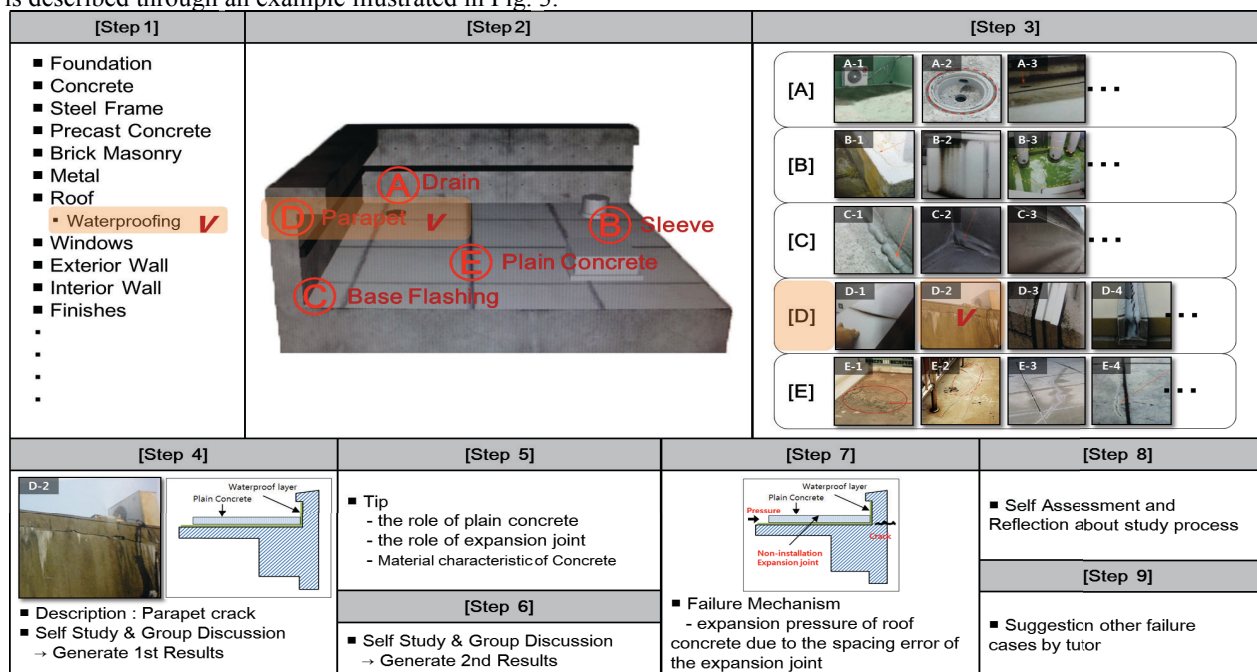 is described through an example illustrated in Fig. 3.
[Step 1]
■ Foundation
■ Concrete
■ Steel Frame
■ Precast Concrete
■ Brick Masonry
■ Metal
■ Roof
▪ Waterproofing V
■ Windows
■ Exterior Wall
■ Interior Wall
■ Finishes
[Step 2]
A Drain
D Parapet V
B Sleeve
E Plain Concrete
C Base Flashing
[Step 3]
[A] A-1 A-2 A-3 ...
[B] B-1 B-2 B-3 ...
[C] C-1 C-2 C-3 ...
[D] D-1 D-2 V D-3 D-4 ...
[E] E-1 E-2 E-3 E-4 ...
[Step 4]
D-2
Waterproof layer
Plain Concrete
■ Description : Parapet crack
■ Self Study & Group Discussion
→ Generate 1st Results
[Step 5]
■ Tip
- the role of plain concrete
- the role of expansion joint
- Material characteristic of Concrete
[Step 6]
■ Self Study & Group Discussion
→ Generate 2nd Results
[Step 7]
Waterproof layer
Plain Concrete
Pressure
Crack
Non-installation
Expansion joint
■ Failure Mechanism
- expansion pressure of roof
concrete due to the spacing error of
the expansion joint
[Step 8]
■ Self Assessment and
Reflection about study process
[Step 9]
■ Suggestion other failure
cases by tutor